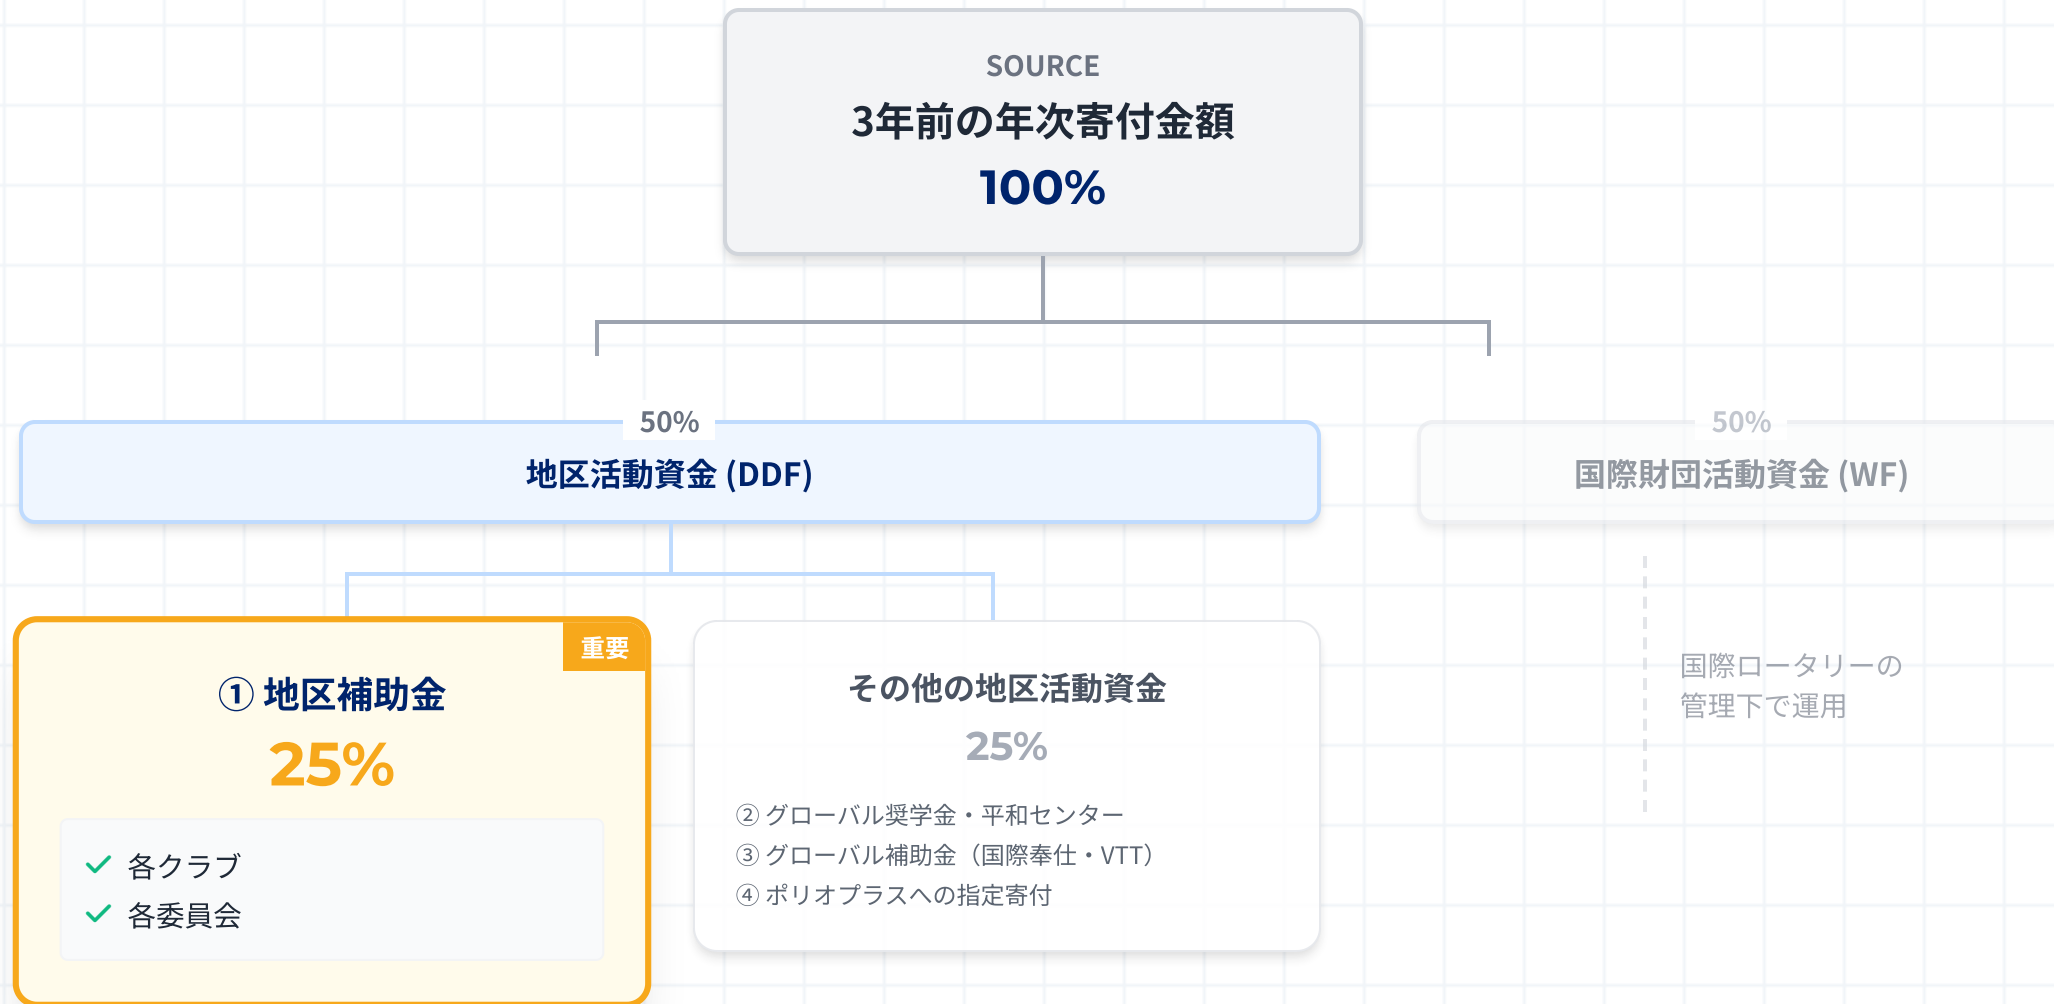 SOURCE
3年前の年次寄付金額
100%
50%
地区活動資金 (DDF)
50%
国際財団活動資金 (WF)
重要
① 地区補助金
25%
各クラブ
各委員会
その他の地区活動資金
25%
② グローバル奨学金・平和センター
③ グローバル補助金（国際奉仕・VTT）
④ ポリオプラスへの指定寄付
国際ロータリーの
管理下で運用